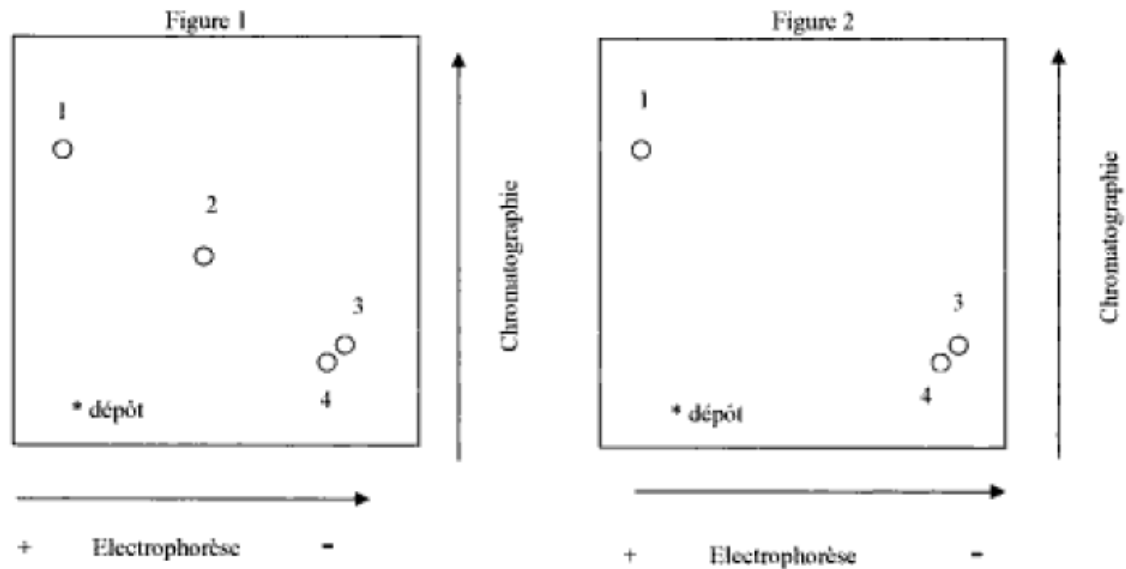 Figure 1
1
2
3
4
* dépôt
Chromatographie
+ Electrophorèse -
Figure 2
1
3
4
* dépôt
Chromatographie
+ Electrophorèse -